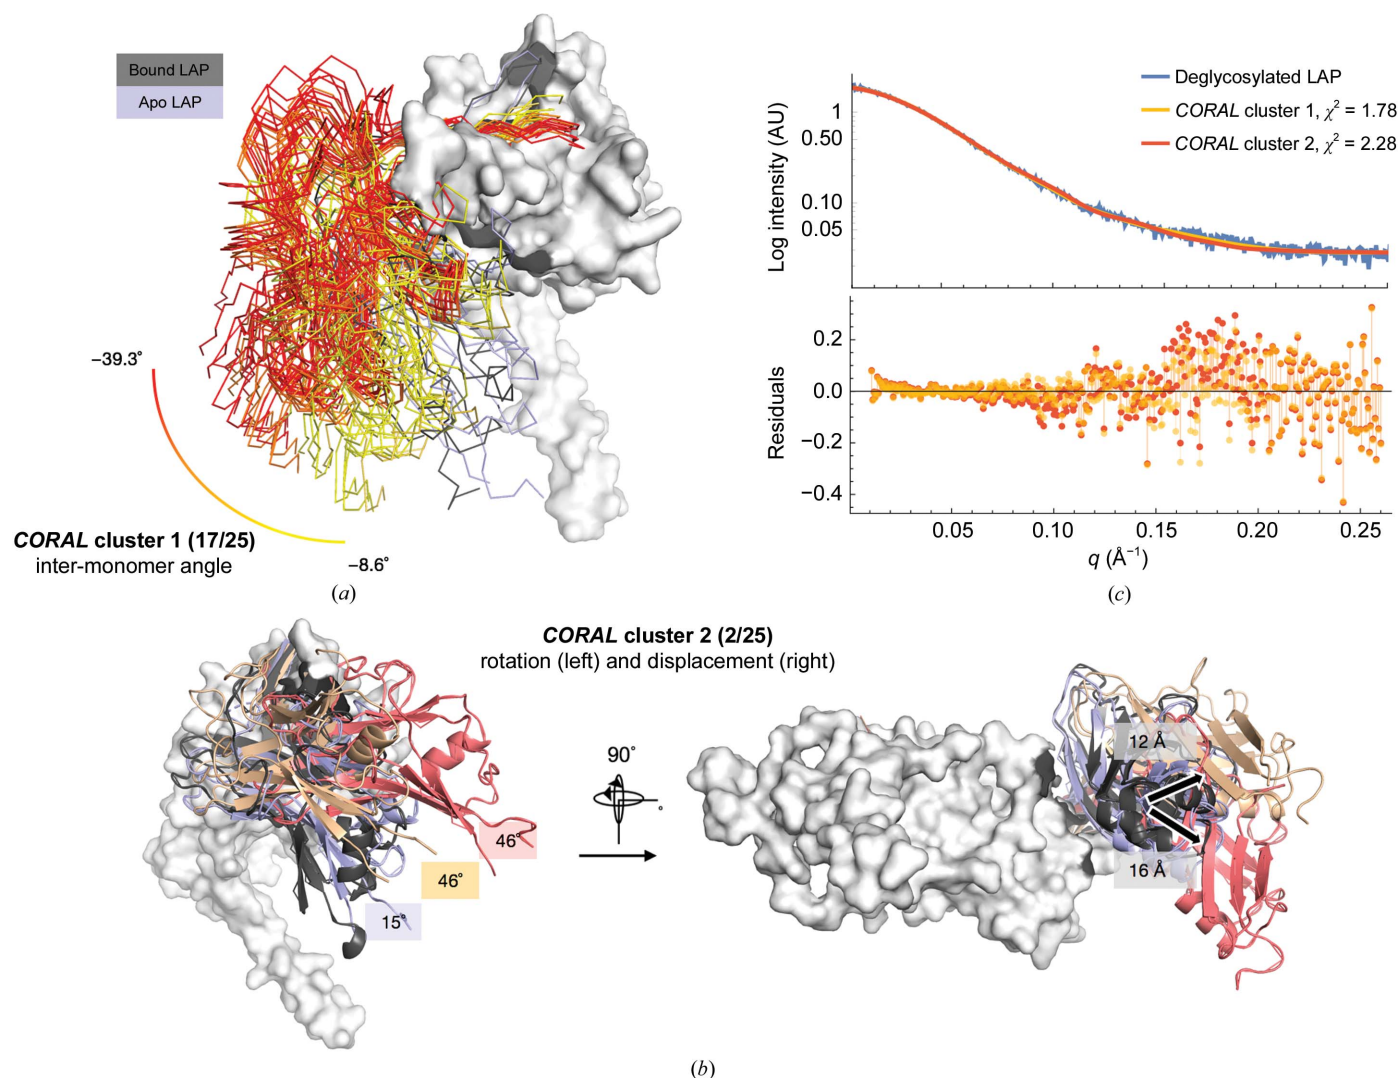 Bound LAP
Apo LAP
−39.3°
CORAL cluster 1 (17/25)
inter-monomer angle
−8.6°
(a)
Deglycosylated LAP
CORAL cluster 1, χ² = 1.78
CORAL cluster 2, χ² = 2.28
Log intensity (AU)
1
0.50
0.10
0.05
Residuals
0.2
0.0
−0.2
−0.4
0.05 0.10 0.15 0.20 0.25
q (Å⁻¹)
(c)
CORAL cluster 2 (2/25)
rotation (left) and displacement (right)
46°
46°
15°
90°
°
12 Å
16 Å
(b)